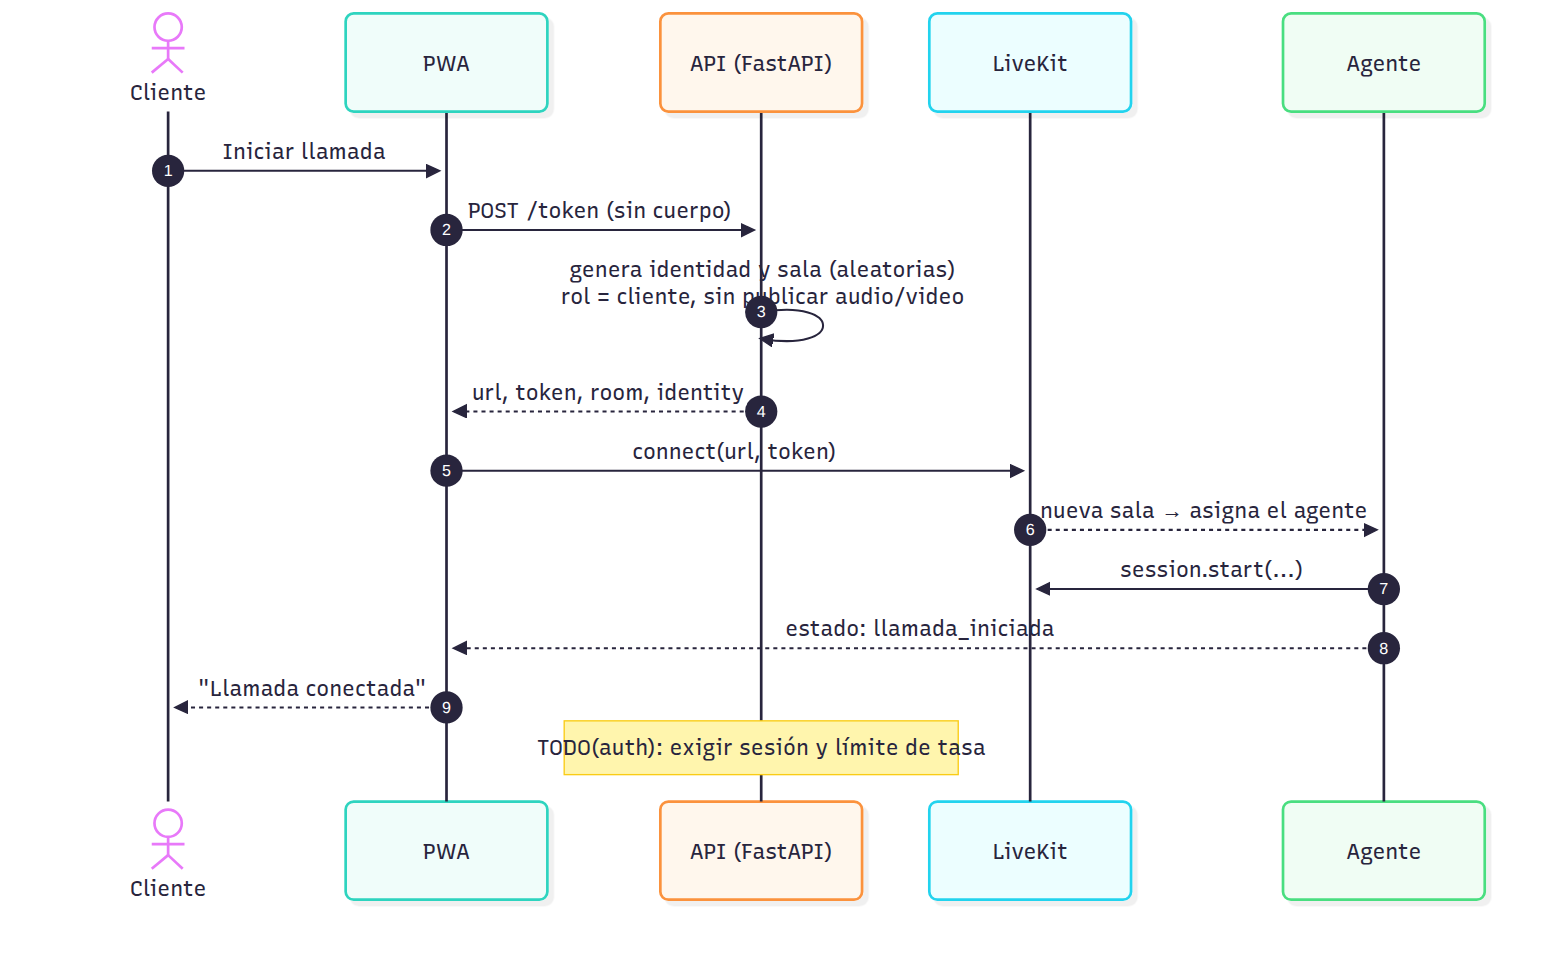 Cliente
PWA
API (FastAPI)
LiveKit
Agente
Iniciar llamada
1
POST /token (sin cuerpo)
2
genera identidad y sala (aleatorias)
rol = cliente, sin publicar audio/video
3
url, token, room, identity
4
connect(url, token)
5
nueva sala → asigna el agente
6
session.start(...)
7
estado: llamada_iniciada
8
"Llamada conectada"
9
TODO(auth): exigir sesión y límite de tasa
Cliente
PWA
API (FastAPI)
LiveKit
Agente